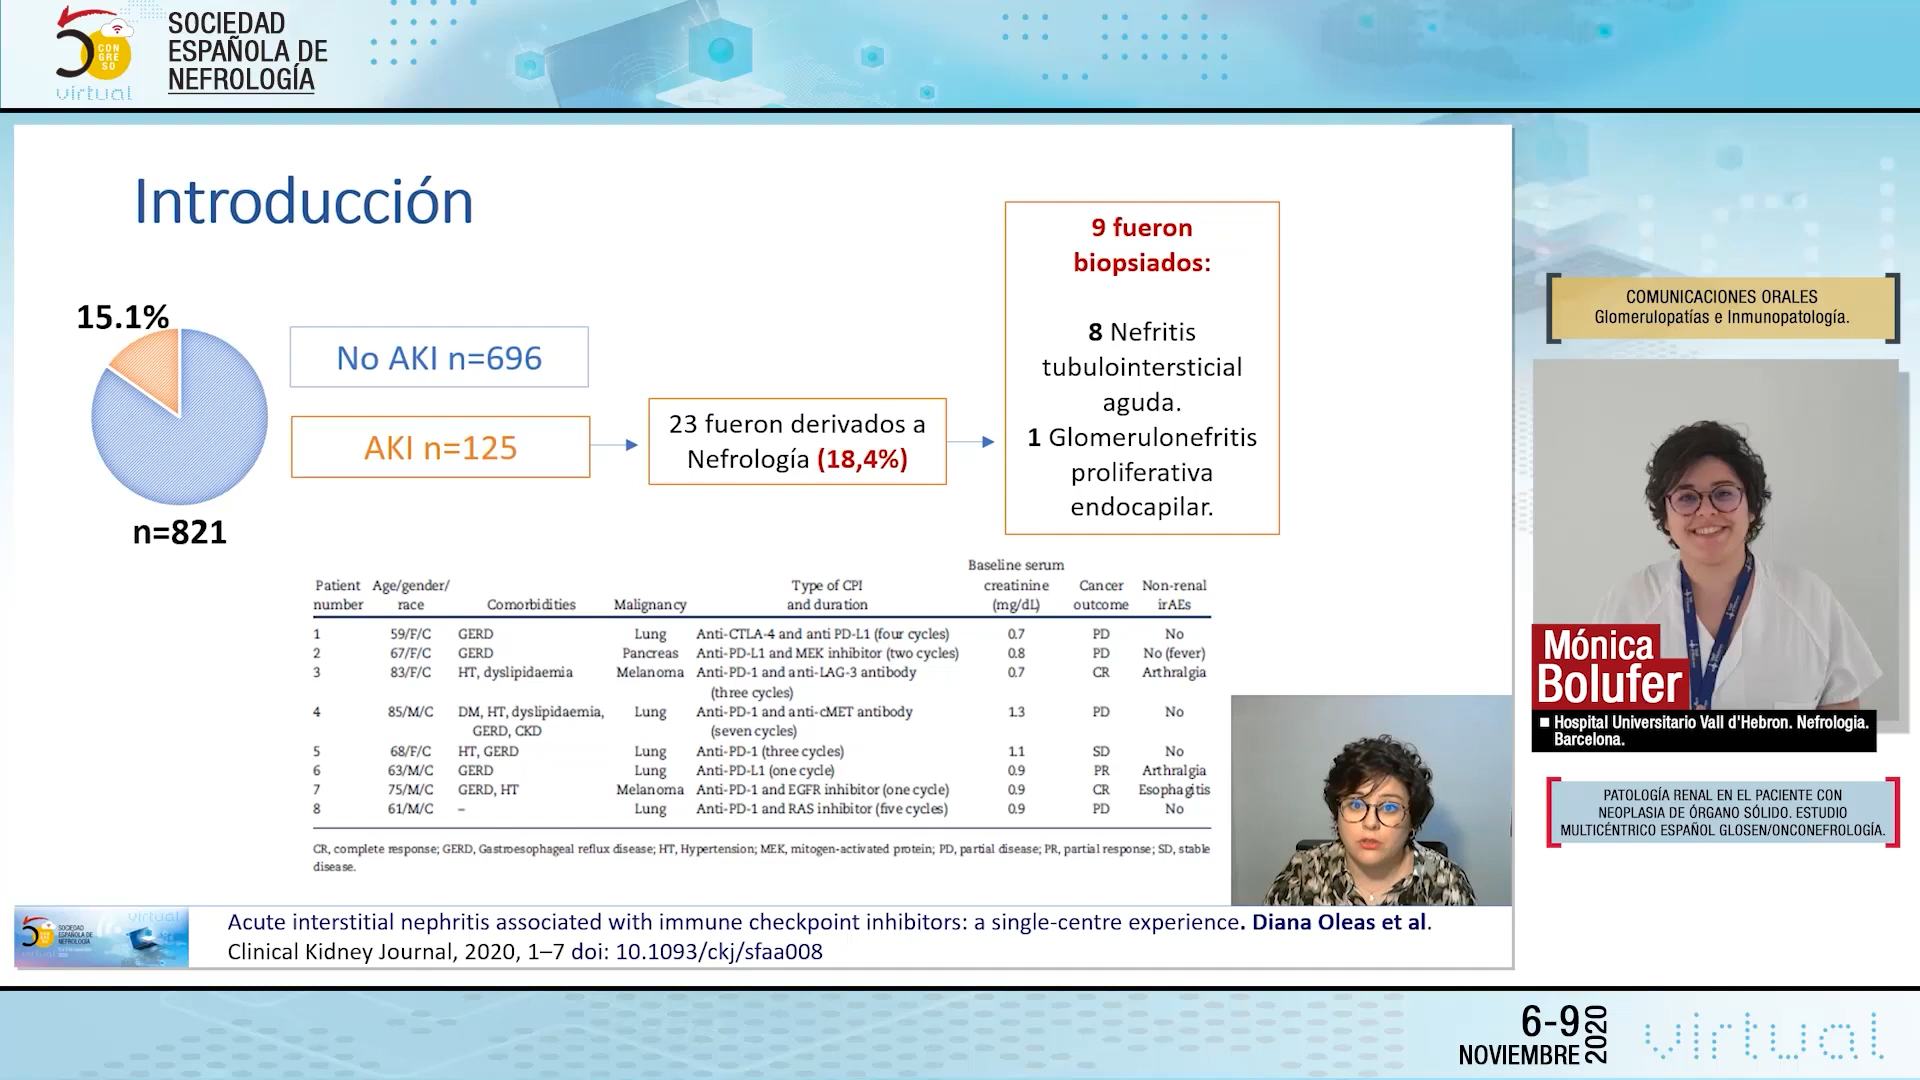 SOCIEDAD
ESPAÑOLA DE
NEFROLOGÍA
50
CON
GRE
SO
virtual
Introducción
15.1%
n=821
No AKI n=696
AKI n=125
23 fueron derivados a
Nefrología (18,4%)
9 fueron
biopsiados:
8 Nefritis
tubulointersticial
aguda.
1 Glomerulonefritis
proliferativa
endocapilar.
Patient number Age/gender/race Comorbidities Malignancy Type of CPI and duration Baseline serum creatinine (mg/dL) Cancer outcome Non-renal irAEs
1 59/F/C GERD Lung Anti-CTLA-4 and anti PD-L1 (four cycles) 0.7 PD No
2 67/F/C GERD Pancreas Anti-PD-L1 and MEK inhibitor (two cycles) 0.8 PD No (fever)
3 83/F/C HT, dyslipidaemia Melanoma Anti-PD-1 and anti-LAG-3 antibody 0.7 CR Arthralgia
(three cycles)
4 85/M/C DM, HT, dyslipidaemia, Lung Anti-PD-1 and anti-cMET antibody 1.3 PD No
GERD, CKD (seven cycles)
5 68/F/C HT, GERD Lung Anti-PD-1 (three cycles) 1.1 SD No
6 63/M/C GERD Lung Anti-PD-L1 (one cycle) 0.9 PR Arthralgia
7 75/M/C GERD, HT Melanoma Anti-PD-1 and EGFR inhibitor (one cycle) 0.9 CR Esophagitis
8 61/M/C – Lung Anti-PD-1 and RAS inhibitor (five cycles) 0.9 PD No
CR, complete response; GERD, Gastroesophageal reflux disease; HT, Hypertension; MEK, mitogen-activated protein; PD, partial disease; PR, partial response; SD, stable
disease.
Acute interstitial nephritis associated with immune checkpoint inhibitors: a single-centre experience. Diana Oleas et al.
Clinical Kidney Journal, 2020, 1–7 doi: 10.1093/ckj/sfaa008
50
SOCIEDAD
ESPAÑOLA DE
NEFROLOGÍA
virtual
COMUNICACIONES ORALES
Glomerulopatías e Inmunopatología.
Mónica
Bolufer
Hospital Universitario Vall d'Hebron. Nefrologia.
Barcelona.
PATOLOGÍA RENAL EN EL PACIENTE CON
NEOPLASIA DE ÓRGANO SÓLIDO. ESTUDIO
MULTICÉNTRICO ESPAÑOL GLOSEN/ONCONEFROLOGÍA.
6-9
NOVIEMBRE
2020
virtual